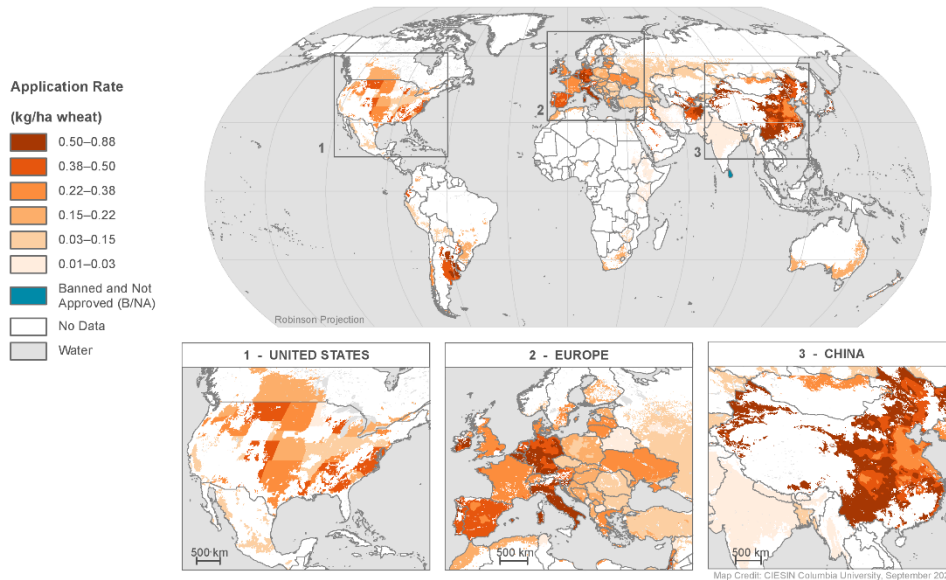 Application Rate
(kg/ha wheat)
0.50–0.88
0.38–0.50
0.22–0.38
0.15–0.22
0.03–0.15
0.01–0.03
Banned and Not
Approved (B/NA)
No Data
Water
1
2
3
Robinson Projection
1 - UNITED STATES
500 km
2 - EUROPE
500 km
3 - CHINA
500 km
Map Credit: CIESIN Columbia University, September